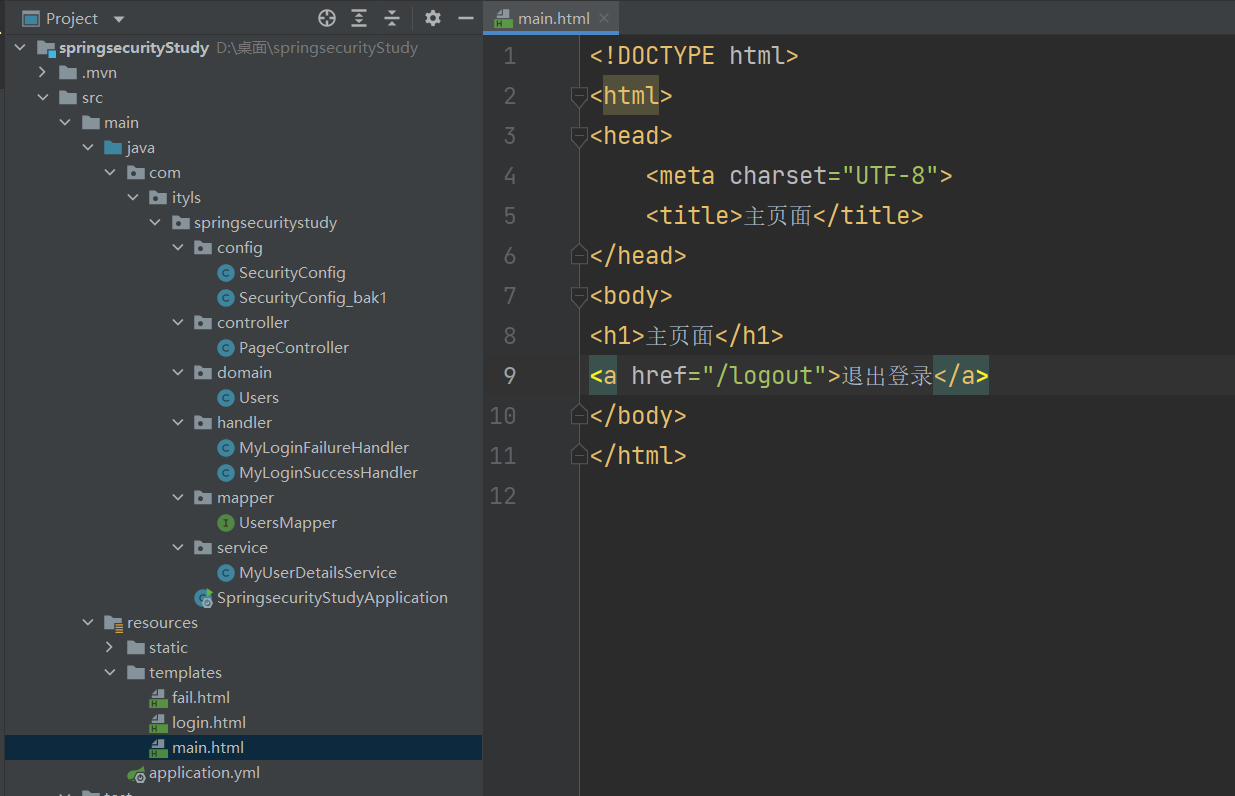 Project
springsecurityStudy D:\桌面\springsecurityStudy
.mvn
src
main
java
com
ityls
springsecuritystudy
config
SecurityConfig
SecurityConfig_bak1
controller
PageController
domain
Users
handler
MyLoginFailureHandler
MyLoginSuccessHandler
mapper
UsersMapper
service
MyUserDetailsService
SpringsecurityStudyApplication
resources
static
templates
fail.html
login.html
main.html
application.yml
main.html
1 <!DOCTYPE html>
2 <html>
3 <head>
4 <meta charset="UTF-8">
5 <title>主页面</title>
6 </head>
7 <body>
8 <h1>主页面</h1>
9 <a href="/logout">退出登录</a>
10 </body>
11 </html>
12